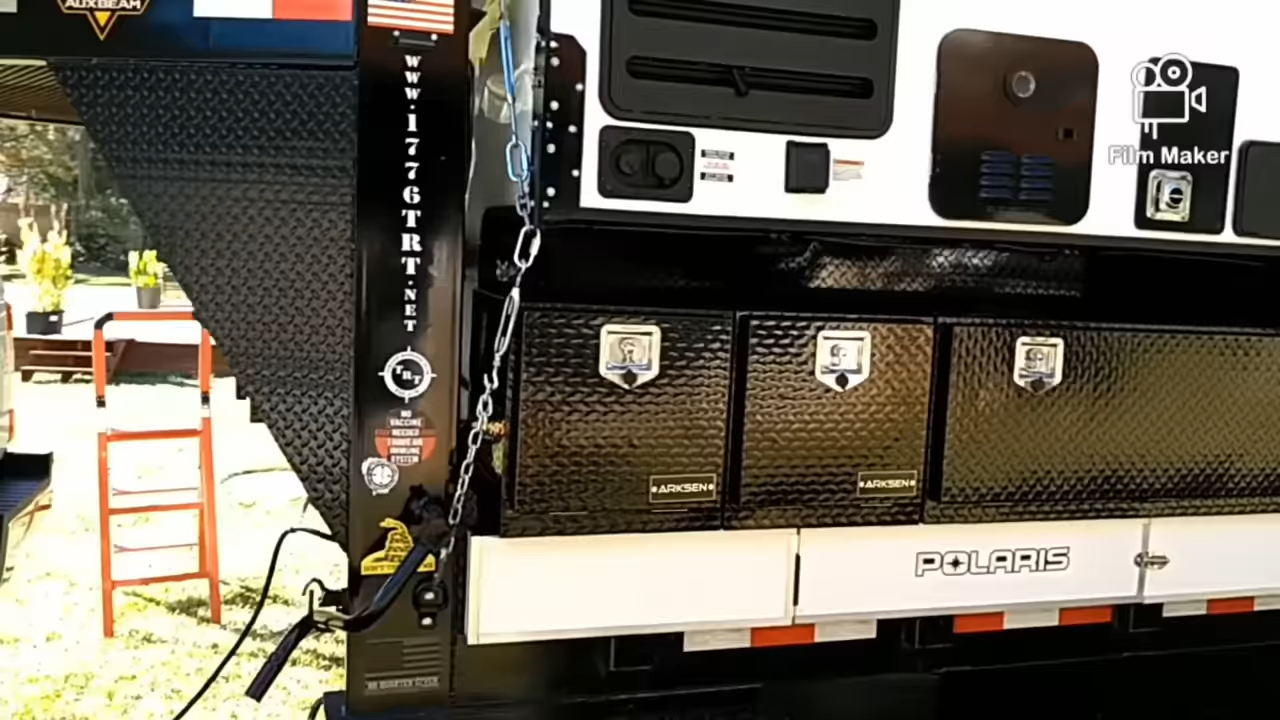 AUXBEAM
WWW.1776TRT.NET
TRT
NO
VACCINE
NEEDED
I HAVE AN
IMMUNE
SYSTEM
ARKSEN
ARKSEN
POLARIS
Film Maker